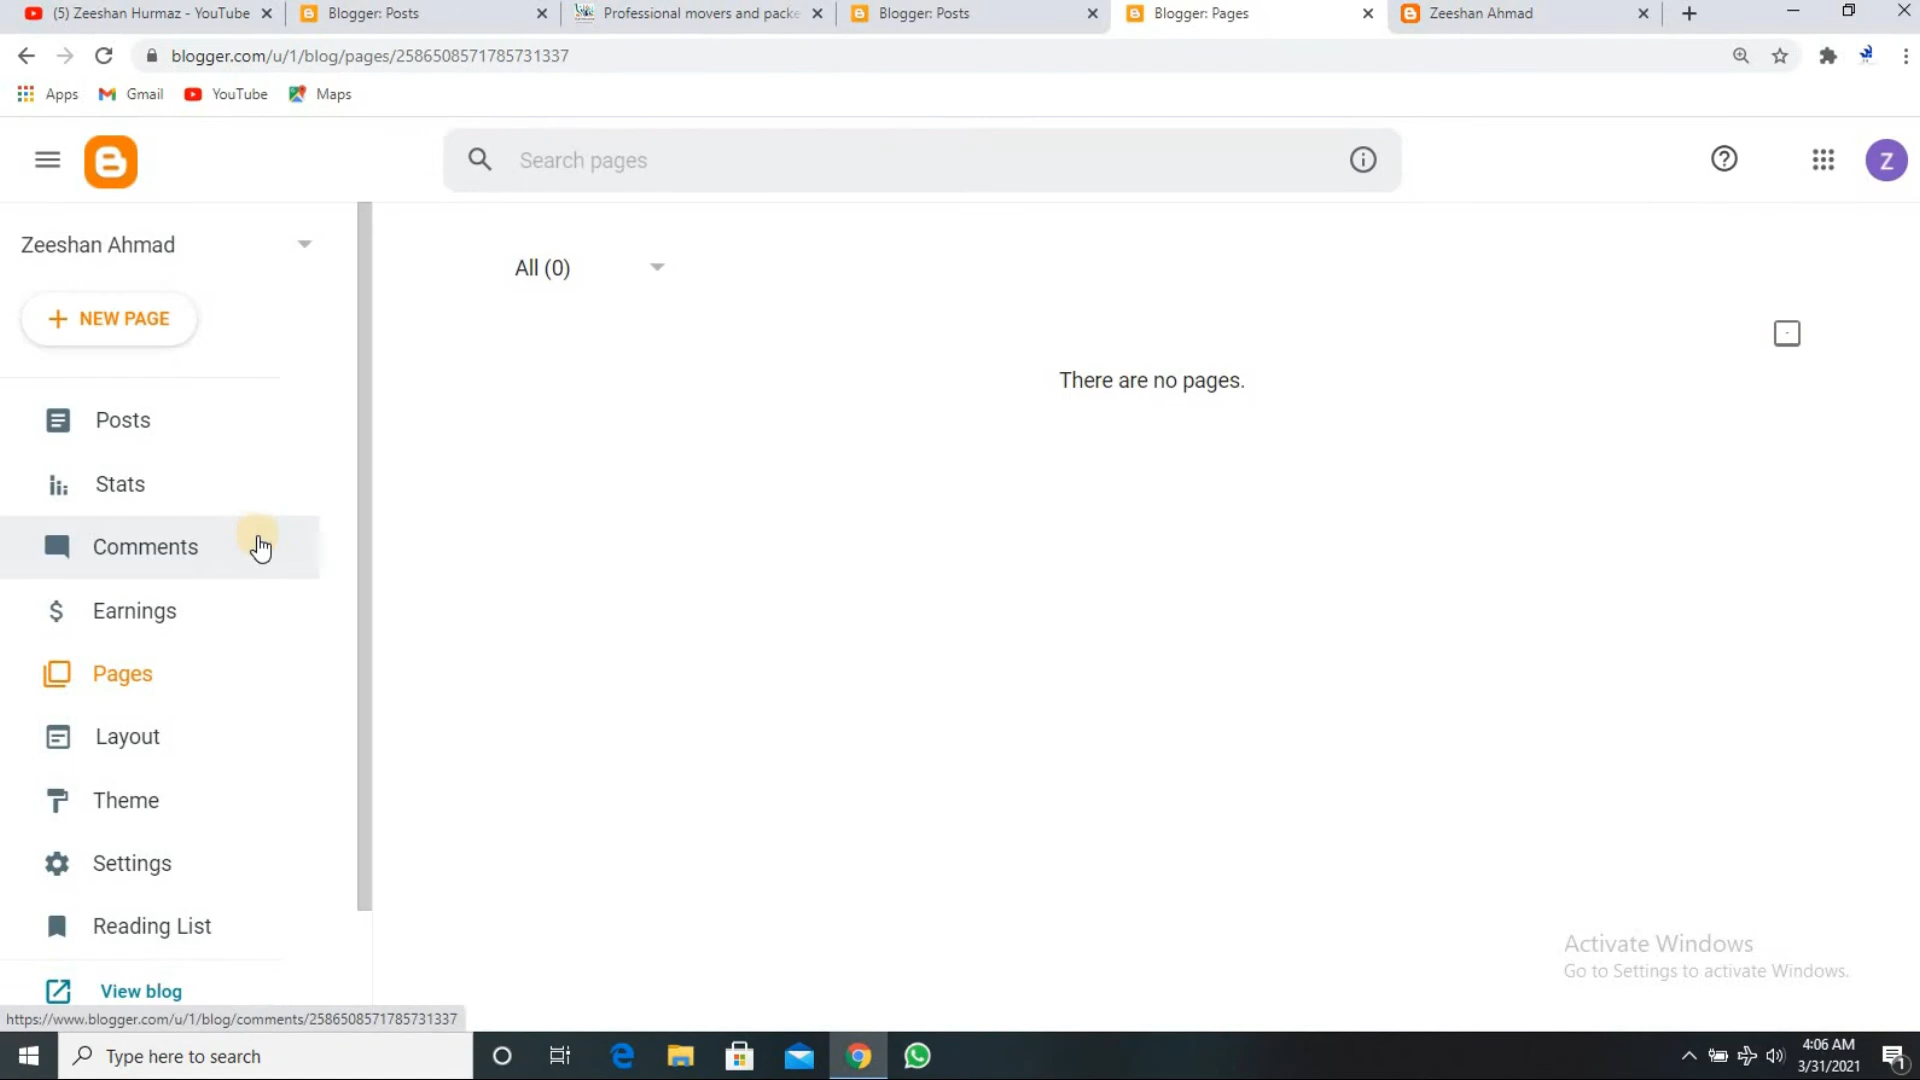 (5) Zeeshan Hurmaz - YouTube
Blogger: Posts
Professional movers and packe
Blogger: Posts
Blogger: Pages
Zeeshan Ahmad
blogger.com/u/1/blog/pages/2586508571785731337
Apps
Gmail
YouTube
Maps
Search pages
Z
Zeeshan Ahmad
All (0)
+ NEW PAGE
There are no pages.
Posts
Stats
Comments
Earnings
Pages
Layout
Theme
Settings
Reading List
View blog
Activate Windows
Go to Settings to activate Windows.
https://www.blogger.com/u/1/blog/comments/2586508571785731337
Type here to search
4:06 AM
3/31/2021
1